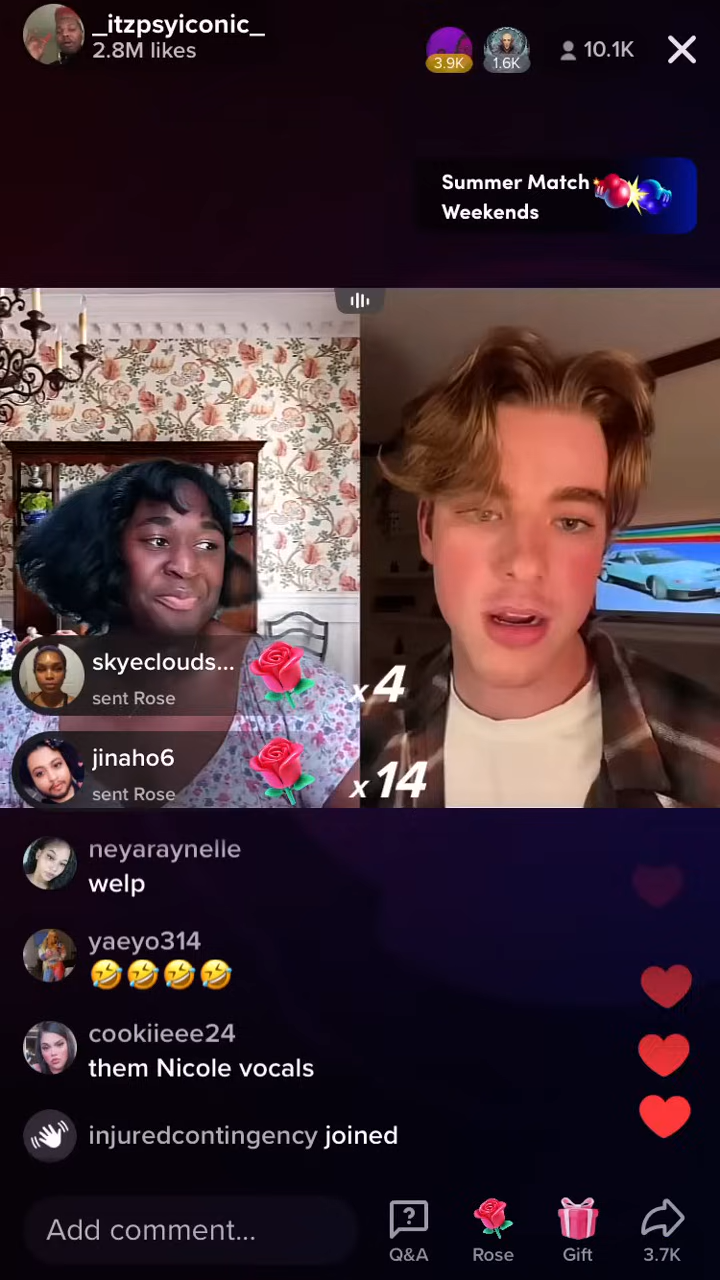 _itzpsyiconic_
2.8M likes
3.9K
1.6K
10.1K
Summer Match
Weekends
skyeclouds...
sent Rose
x4
jinaho6
sent Rose
x14
neyaraynelle
welp
yaeyo314
🤣🤣🤣🤣
cookiieee24
them Nicole vocals
injuredcontingency joined
Add comment...
Q&A
Rose
Gift
3.7K